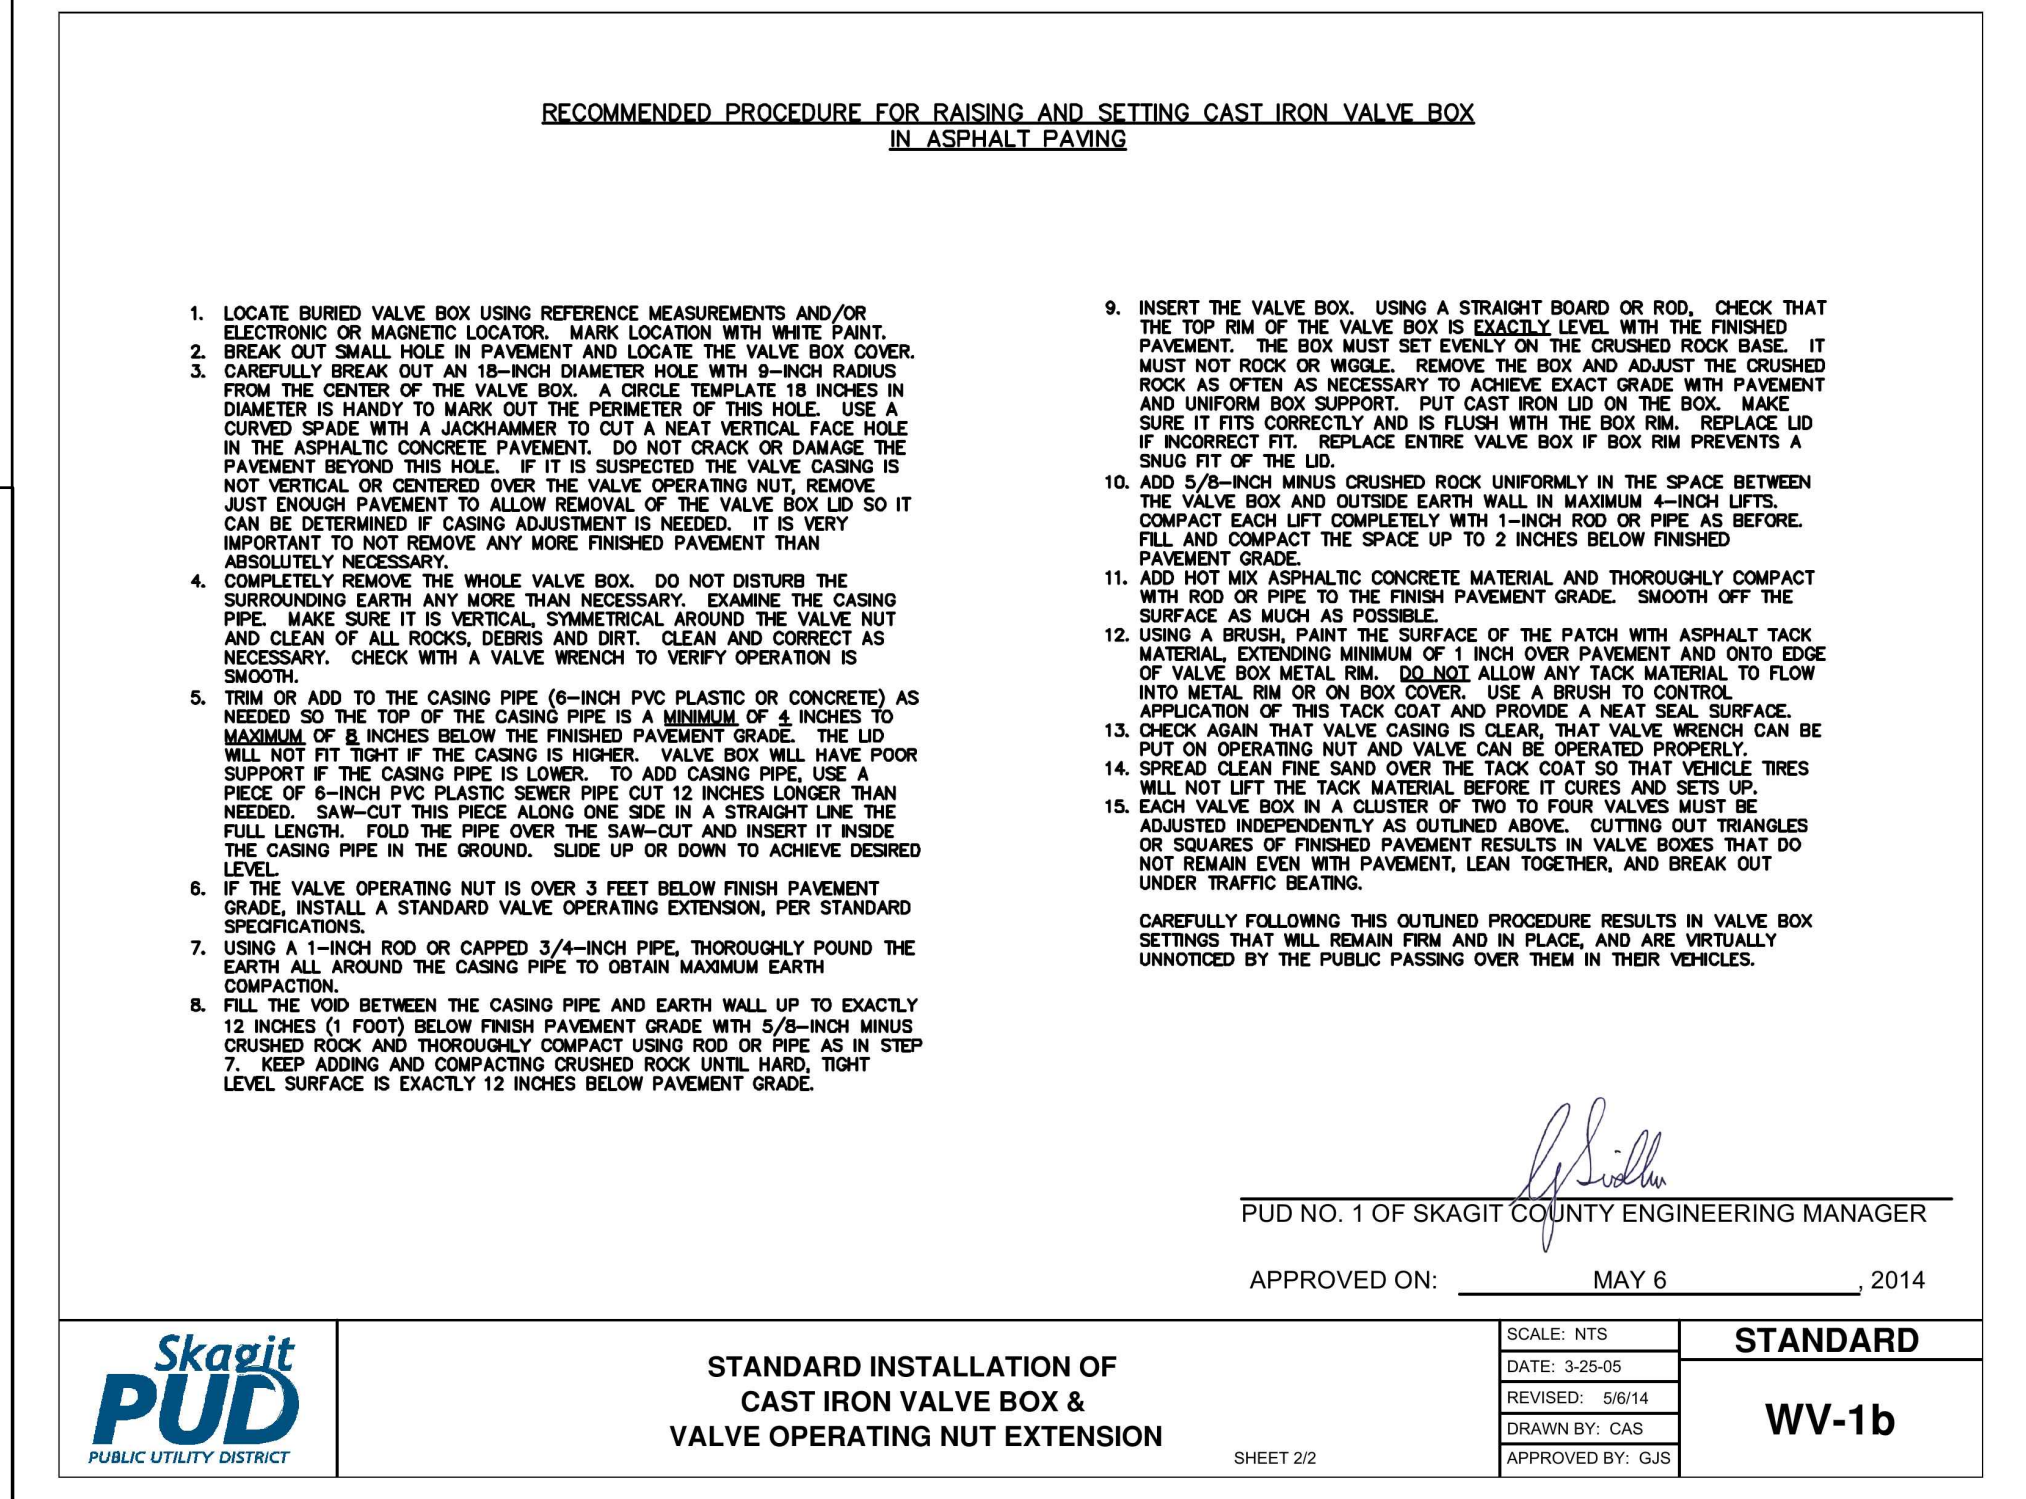 RECOMMENDED PROCEDURE FOR RAISING AND SETTING CAST IRON VALVE BOX
IN ASPHALT PAVING
1. LOCATE BURIED VALVE BOX USING REFERENCE MEASUREMENTS AND/OR
ELECTRONIC OR MAGNETIC LOCATOR. MARK LOCATION WITH WHITE PAINT.
2. BREAK OUT SMALL HOLE IN PAVEMENT AND LOCATE THE VALVE BOX COVER.
3. CAREFULLY BREAK OUT AN 18-INCH DIAMETER HOLE WITH 9-INCH RADIUS
FROM THE CENTER OF THE VALVE BOX. A CIRCLE TEMPLATE 18 INCHES IN
DIAMETER IS HANDY TO MARK OUT THE PERIMETER OF THIS HOLE. USE A
CURVED SPADE WITH A JACKHAMMER TO CUT A NEAT VERTICAL FACE HOLE
IN THE ASPHALTIC CONCRETE PAVEMENT. DO NOT CRACK OR DAMAGE THE
PAVEMENT BEYOND THIS HOLE. IF IT IS SUSPECTED THE VALVE CASING IS
NOT VERTICAL OR CENTERED OVER THE VALVE OPERATING NUT, REMOVE
JUST ENOUGH PAVEMENT TO ALLOW REMOVAL OF THE VALVE BOX LID SO IT
CAN BE DETERMINED IF CASING ADJUSTMENT IS NEEDED. IT IS VERY
IMPORTANT TO NOT REMOVE ANY MORE FINISHED PAVEMENT THAN
ABSOLUTELY NECESSARY.
4. COMPLETELY REMOVE THE WHOLE VALVE BOX. DO NOT DISTURB THE
SURROUNDING EARTH ANY MORE THAN NECESSARY. EXAMINE THE CASING
PIPE. MAKE SURE IT IS VERTICAL, SYMMETRICAL AROUND THE VALVE NUT
AND CLEAN OF ALL ROCKS, DEBRIS AND DIRT. CLEAN AND CORRECT AS
NECESSARY. CHECK WITH A VALVE WRENCH TO VERIFY OPERATION IS
SMOOTH.
5. TRIM OR ADD TO THE CASING PIPE (6-INCH PVC PLASTIC OR CONCRETE) AS
NEEDED SO THE TOP OF THE CASING PIPE IS A MINIMUM OF 4 INCHES TO
MAXIMUM OF 8 INCHES BELOW THE FINISHED PAVEMENT GRADE. THE LID
WILL NOT FIT TIGHT IF THE CASING IS HIGHER. VALVE BOX WILL HAVE POOR
SUPPORT IF THE CASING PIPE IS LOWER. TO ADD CASING PIPE, USE A
PIECE OF 6-INCH PVC PLASTIC SEWER PIPE CUT 12 INCHES LONGER THAN
NEEDED. SAW-CUT THIS PIECE ALONG ONE SIDE IN A STRAIGHT LINE THE
FULL LENGTH. FOLD THE PIPE OVER THE SAW-CUT AND INSERT IT INSIDE
THE CASING PIPE IN THE GROUND. SLIDE UP OR DOWN TO ACHIEVE DESIRED
LEVEL.
6. IF THE VALVE OPERATING NUT IS OVER 3 FEET BELOW FINISH PAVEMENT
GRADE, INSTALL A STANDARD VALVE OPERATING EXTENSION, PER STANDARD
SPECIFICATIONS.
7. USING A 1-INCH ROD OR CAPPED 3/4-INCH PIPE, THOROUGHLY POUND THE
EARTH ALL AROUND THE CASING PIPE TO OBTAIN MAXIMUM EARTH
COMPACTION.
8. FILL THE VOID BETWEEN THE CASING PIPE AND EARTH WALL UP TO EXACTLY
12 INCHES (1 FOOT) BELOW FINISH PAVEMENT GRADE WITH 5/8-INCH MINUS
CRUSHED ROCK AND THOROUGHLY COMPACT USING ROD OR PIPE AS IN STEP
7. KEEP ADDING AND COMPACTING CRUSHED ROCK UNTIL HARD, TIGHT
LEVEL SURFACE IS EXACTLY 12 INCHES BELOW PAVEMENT GRADE.
9. INSERT THE VALVE BOX. USING A STRAIGHT BOARD OR ROD, CHECK THAT
THE TOP RIM OF THE VALVE BOX IS EXACTLY LEVEL WITH THE FINISHED
PAVEMENT. THE BOX MUST SET EVENLY ON THE CRUSHED ROCK BASE. IT
MUST NOT ROCK OR WIGGLE. REMOVE THE BOX AND ADJUST THE CRUSHED
ROCK AS OFTEN AS NECESSARY TO ACHIEVE EXACT GRADE WITH PAVEMENT
AND UNIFORM BOX SUPPORT. PUT CAST IRON LID ON THE BOX. MAKE
SURE IT FITS CORRECTLY AND IS FLUSH WITH THE BOX RIM. REPLACE LID
IF INCORRECT FIT. REPLACE ENTIRE VALVE BOX IF BOX RIM PREVENTS A
SNUG FIT OF THE LID.
10. ADD 5/8-INCH MINUS CRUSHED ROCK UNIFORMLY IN THE SPACE BETWEEN
THE VALVE BOX AND OUTSIDE EARTH WALL IN MAXIMUM 4-INCH LIFTS.
COMPACT EACH LIFT COMPLETELY WITH 1-INCH ROD OR PIPE AS BEFORE.
FILL AND COMPACT THE SPACE UP TO 2 INCHES BELOW FINISHED
PAVEMENT GRADE.
11. ADD HOT MIX ASPHALTIC CONCRETE MATERIAL AND THOROUGHLY COMPACT
WITH ROD OR PIPE TO THE FINISH PAVEMENT GRADE. SMOOTH OFF THE
SURFACE AS MUCH AS POSSIBLE.
12. USING A BRUSH, PAINT THE SURFACE OF THE PATCH WITH ASPHALT TACK
MATERIAL, EXTENDING MINIMUM OF 1 INCH OVER PAVEMENT AND ONTO EDGE
OF VALVE BOX METAL RIM. DO NOT ALLOW ANY TACK MATERIAL TO FLOW
INTO METAL RIM OR ON BOX COVER. USE A BRUSH TO CONTROL
APPLICATION OF THIS TACK COAT AND PROVIDE A NEAT SEAL SURFACE.
13. CHECK AGAIN THAT VALVE CASING IS CLEAR, THAT VALVE WRENCH CAN BE
PUT ON OPERATING NUT AND VALVE CAN BE OPERATED PROPERLY.
14. SPREAD CLEAN FINE SAND OVER THE TACK COAT SO THAT VEHICLE TIRES
WILL NOT LIFT THE TACK MATERIAL BEFORE IT CURES AND SETS UP.
15. EACH VALVE BOX IN A CLUSTER OF TWO TO FOUR VALVES MUST BE
ADJUSTED INDEPENDENTLY AS OUTLINED ABOVE. CUTTING OUT TRIANGLES
OR SQUARES OF FINISHED PAVEMENT RESULTS IN VALVE BOXES THAT DO
NOT REMAIN EVEN WITH PAVEMENT, LEAN TOGETHER, AND BREAK OUT
UNDER TRAFFIC BEATING.
CAREFULLY FOLLOWING THIS OUTLINED PROCEDURE RESULTS IN VALVE BOX
SETTINGS THAT WILL REMAIN FIRM AND IN PLACE, AND ARE VIRTUALLY
UNNOTICED BY THE PUBLIC PASSING OVER THEM IN THEIR VEHICLES.
PUD NO. 1 OF SKAGIT COUNTY ENGINEERING MANAGER
APPROVED ON: MAY 6, 2014
Skagit
PUD
PUBLIC UTILITY DISTRICT
STANDARD INSTALLATION OF
CAST IRON VALVE BOX &
VALVE OPERATING NUT EXTENSION
SHEET 2/2
SCALE: NTS
DATE: 3-25-05
REVISED: 5/6/14
DRAWN BY: CAS
APPROVED BY: GJS
STANDARD
WV-1b